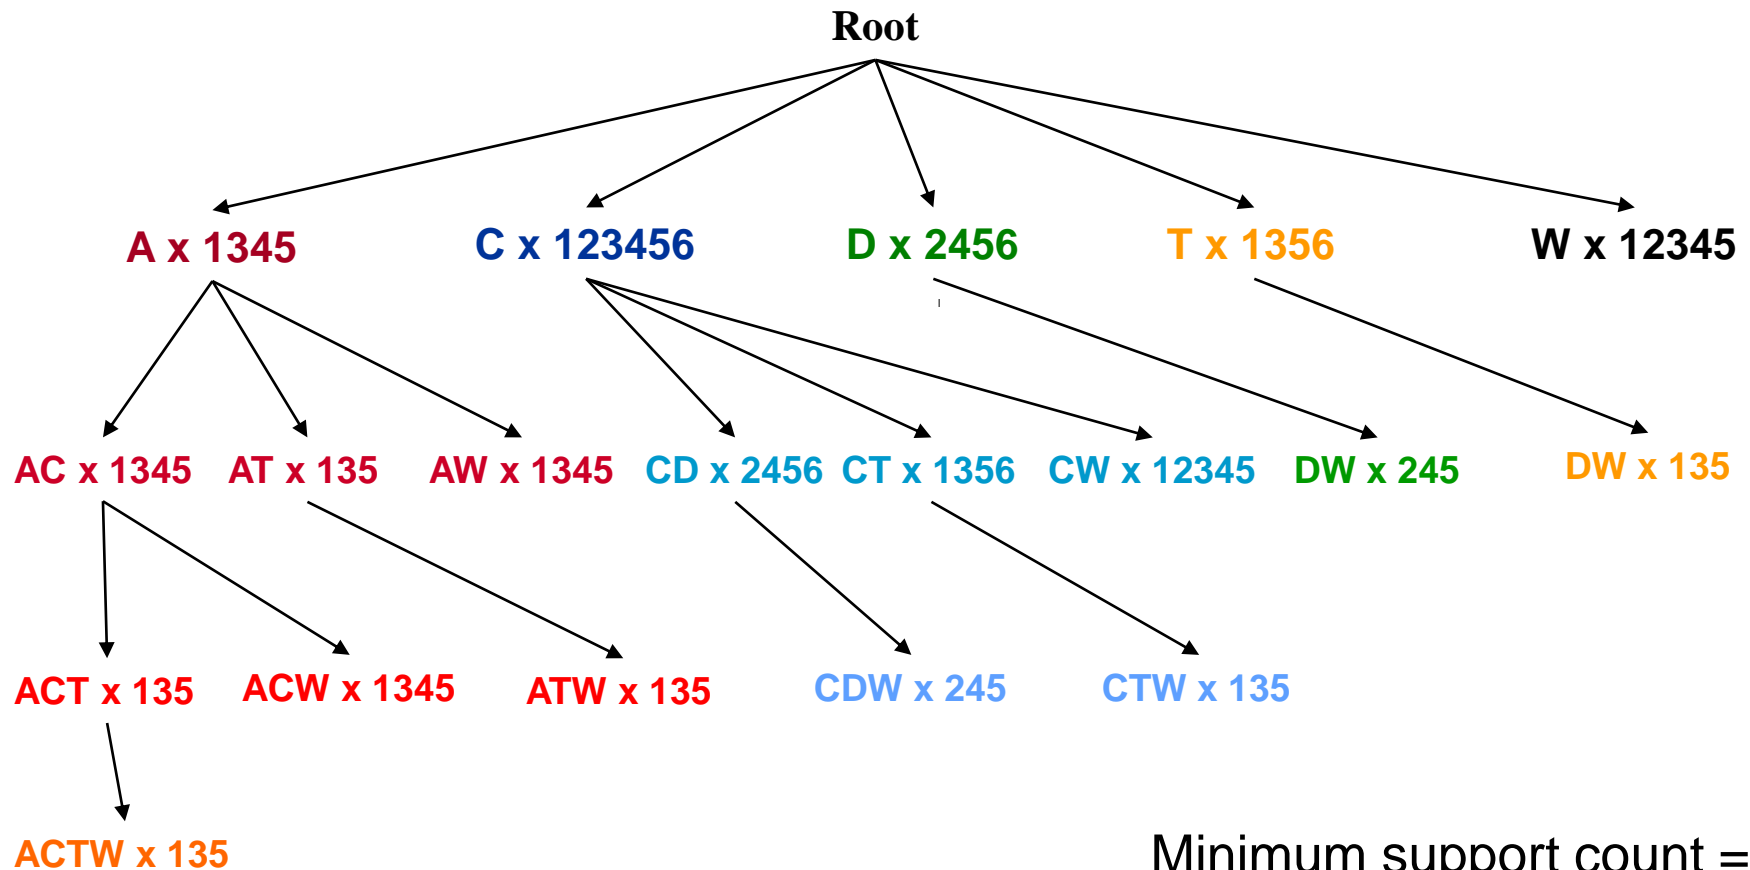 Root
A x 1345 C x 123456 D x 2456 T x 1356 W x 12345
AC x 1345 AT x 135 AW x 1345 CD x 2456 CT x 1356 CW x 12345 DW x 245 DW x 135
ACT x 135 ACW x 1345 ATW x 135 CDW x 245 CTW x 135
ACTW x 135
Minimum support count =